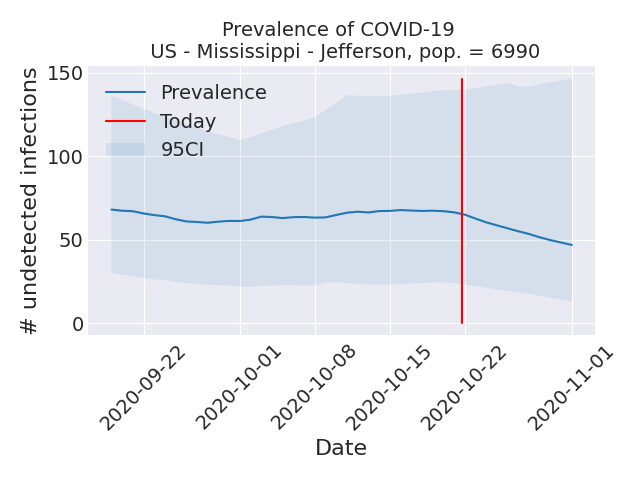 Prevalence of COVID-19
US - Mississippi - Jefferson, pop. = 6990
# undetected infections
150
100
50
0
Prevalence
Today
95CI
2020-09-22
2020-10-01
2020-10-08
2020-10-15
2020-10-22
2020-11-01
Date